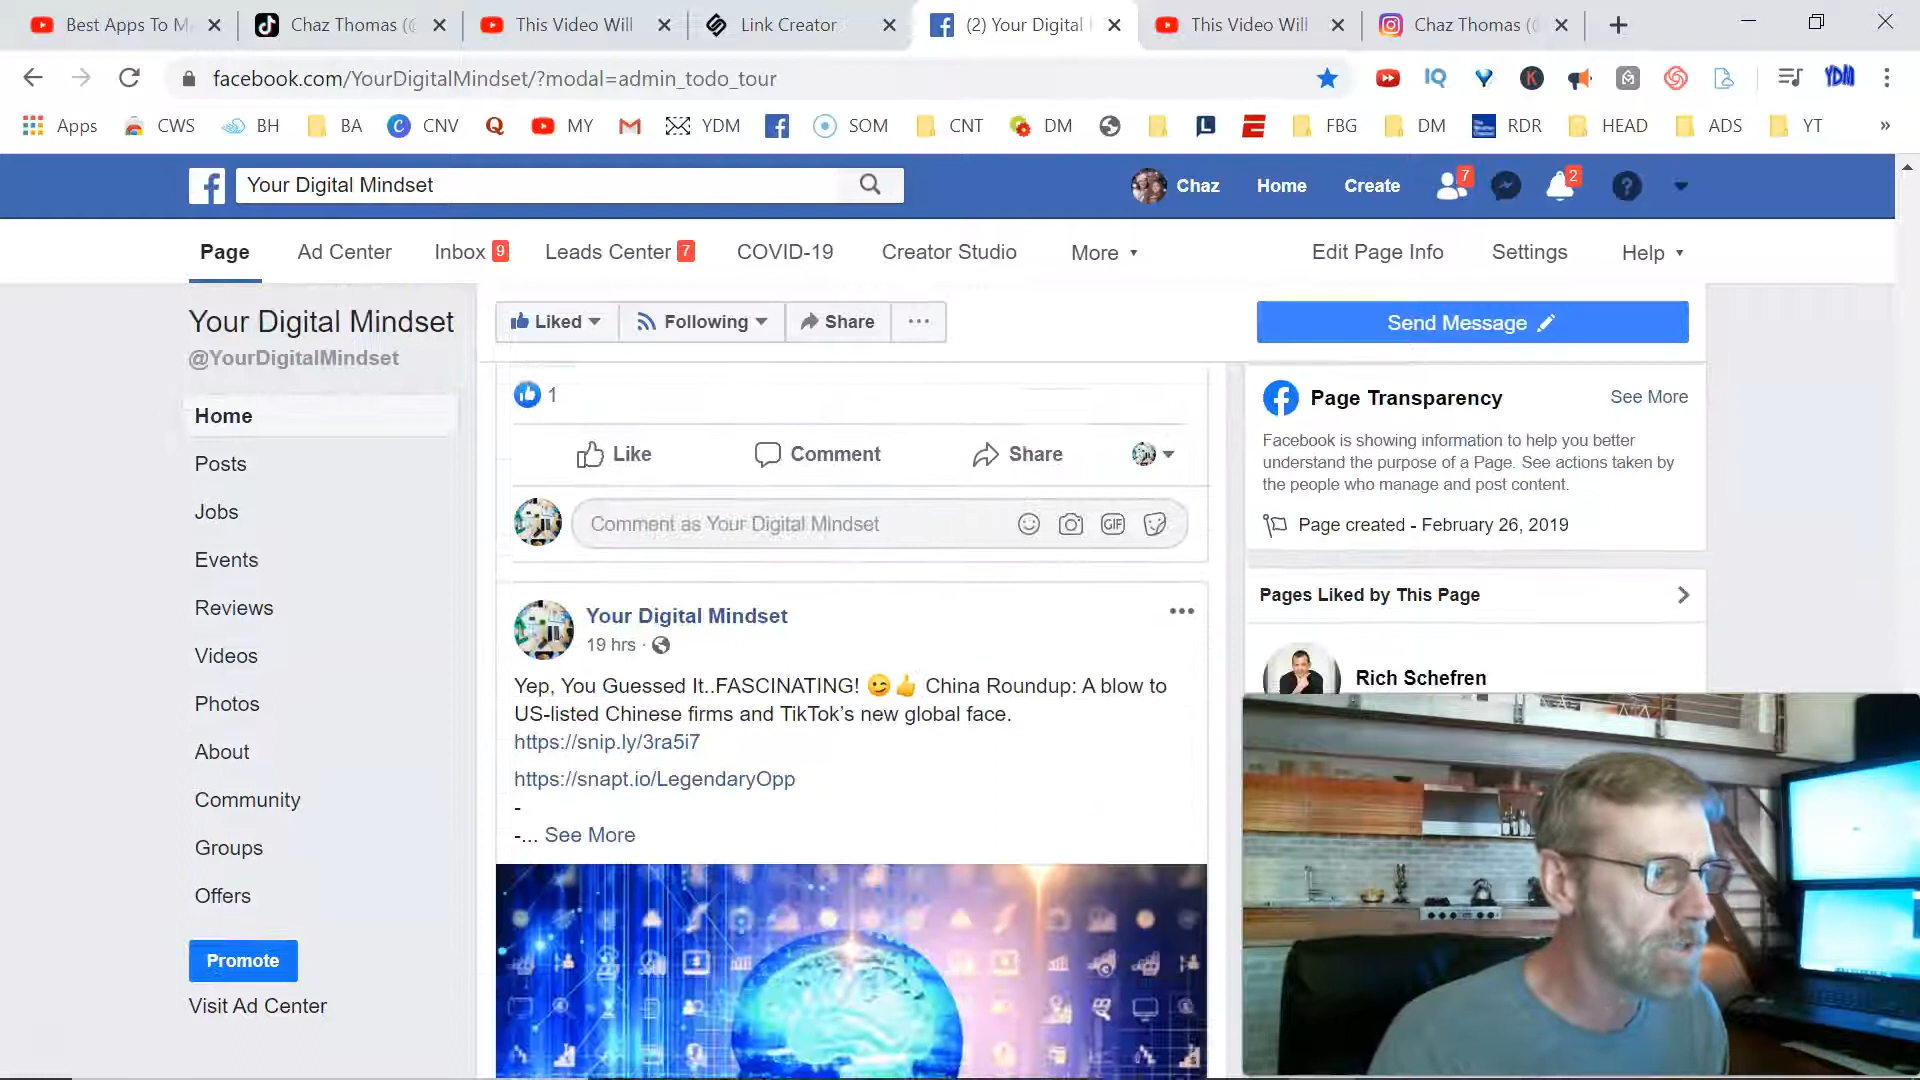 Best Apps To M
Chaz Thomas (@
This Video Will
Link Creator
(2) Your Digital
This Video Will
Chaz Thomas (@
facebook.com/YourDigitalMindset/?modal=admin_todo_tour
IQ
K
YDM
Apps
CWS
BH
BA
CNV
MY
YDM
SOM
CNT
DM
FBG
DM
RDR
HEAD
ADS
YT
»
Your Digital Mindset
Chaz
Home
Create
7
2
Page
Ad Center
Inbox 9
Leads Center 7
COVID-19
Creator Studio
More
Edit Page Info
Settings
Help
Your Digital Mindset
@YourDigitalMindset
Home
Posts
Jobs
Events
Reviews
Videos
Photos
About
Community
Groups
Offers
Promote
Visit Ad Center
Liked
Following
Share
...
Send Message
1
Like
Comment
Share
Comment as Your Digital Mindset
GIF
Your Digital Mindset
19 hrs ·
Yep, You Guessed It..FASCINATING! 😉👍 China Roundup: A blow to
US-listed Chinese firms and TikTok’s new global face.
https://snip.ly/3ra5i7
https://snapt.io/LegendaryOpp
-
-... See More
Page Transparency
See More
Facebook is showing information to help you better
understand the purpose of a Page. See actions taken by
the people who manage and post content.
Page created - February 26, 2019
Pages Liked by This Page
Rich Schefren